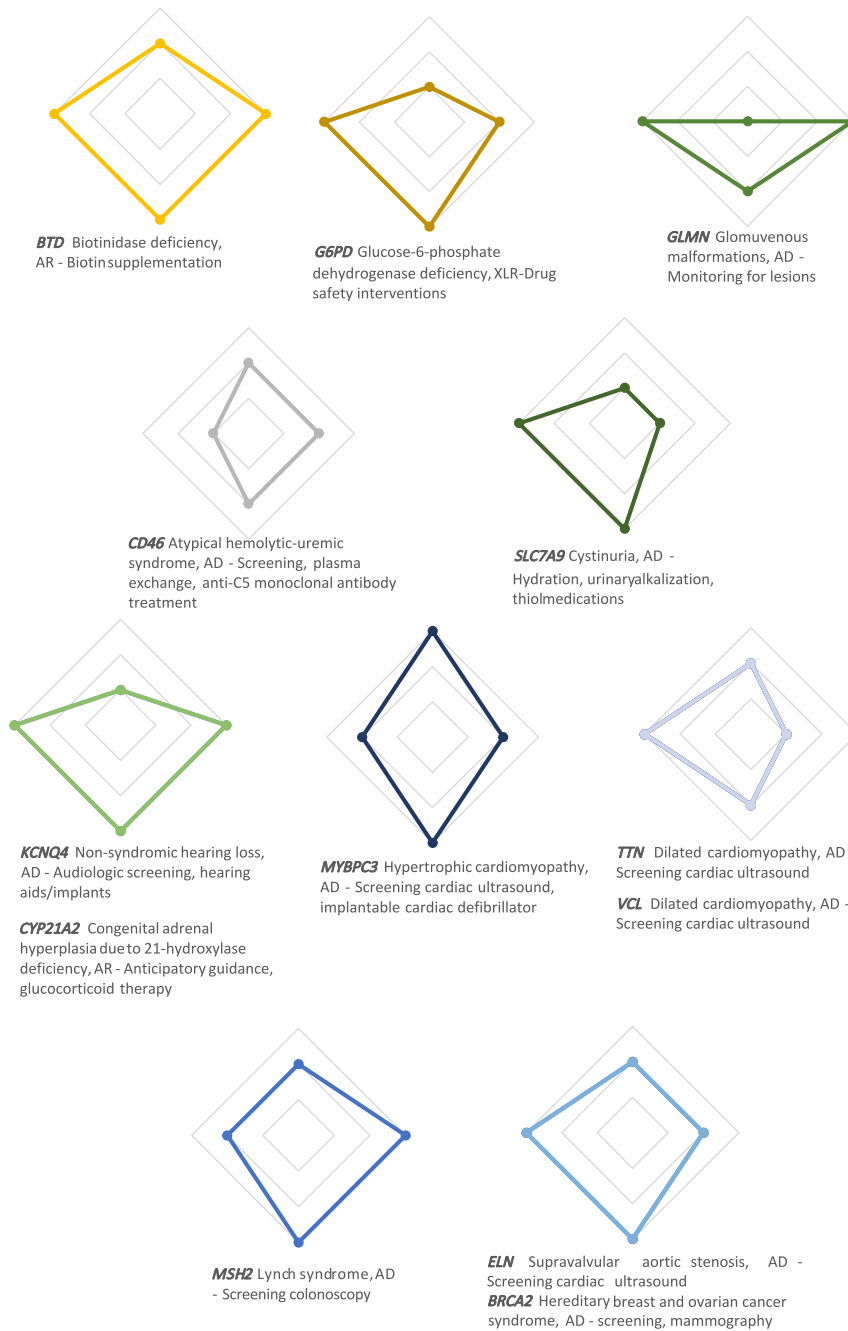 BTD Biotinidase deficiency,
AR - Biotin supplementation
G6PD Glucose-6-phosphate
dehydrogenase deficiency, XLR-Drug
safety interventions
GLMN Glomuvenous
malformations, AD -
Monitoring for lesions
CD46 Atypical hemolytic-uremic
syndrome, AD - Screening, plasma
exchange, anti-C5 monoclonal antibody
treatment
SLC7A9 Cystinuria, AD -
Hydration, urinaryalkalization,
thiolmedications
KCNQ4 Non-syndromic hearing loss,
AD - Audiologic screening, hearing
aids/implants
CYP21A2 Congenital adrenal
hyperplasia due to 21-hydroxylase
deficiency, AR - Anticipatory guidance,
glucocorticoid therapy
MYBPC3 Hypertrophic cardiomyopathy,
AD - Screening cardiac ultrasound,
implantable cardiac defibrillator
TTN Dilated cardiomyopathy, AD
Screening cardiac ultrasound
VCL Dilated cardiomyopathy, AD -
Screening cardiac ultrasound
MSH2 Lynch syndrome, AD
- Screening colonoscopy
ELN Supravalvular aortic stenosis, AD -
Screening cardiac ultrasound
BRCA2 Hereditary breast and ovarian cancer
syndrome, AD - screening, mammography